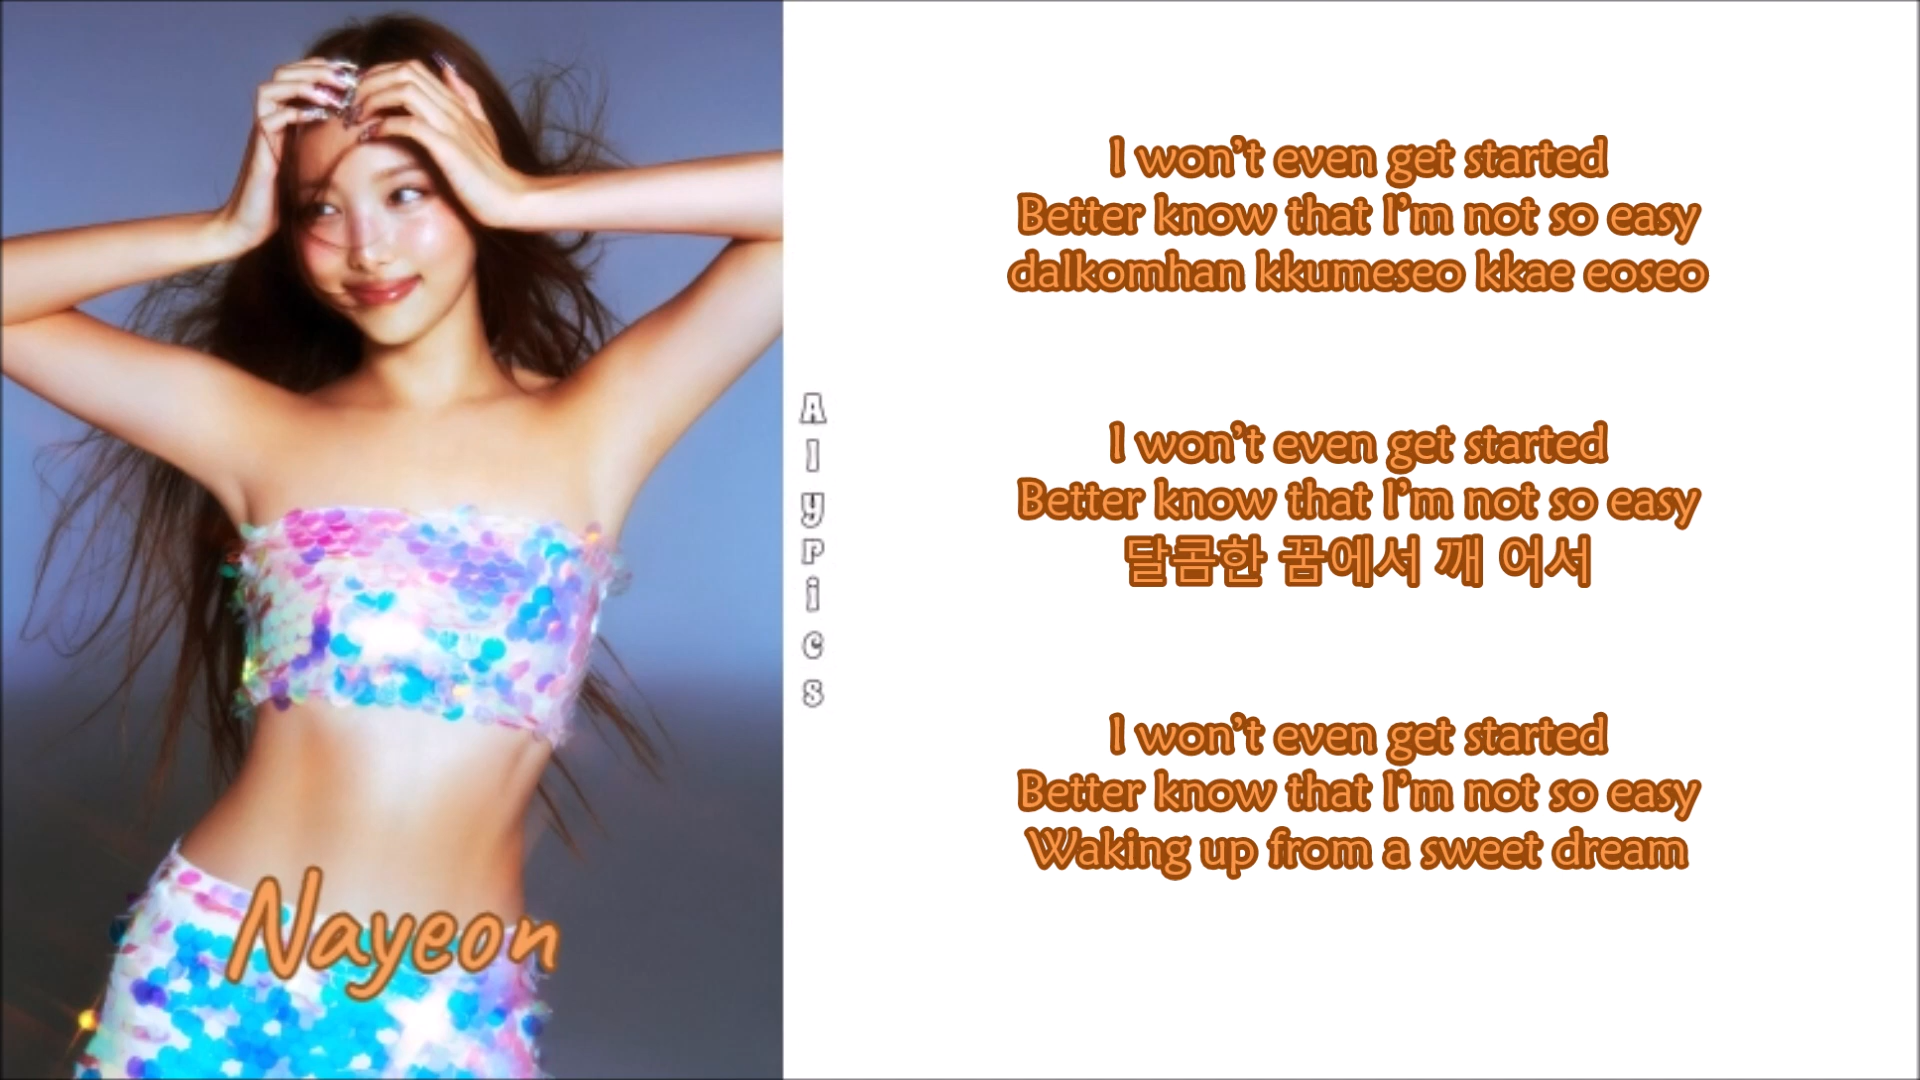 I won't even get started
Better know that I'm not so easy
dalkomhan kkumeseo kkae eoseo
I won't even get started
Better know that I'm not so easy
달콤한 꿈에서 깨 어서
I won't even get started
Better know that I'm not so easy
Waking up from a sweet dream
Alyrics
Nayeon